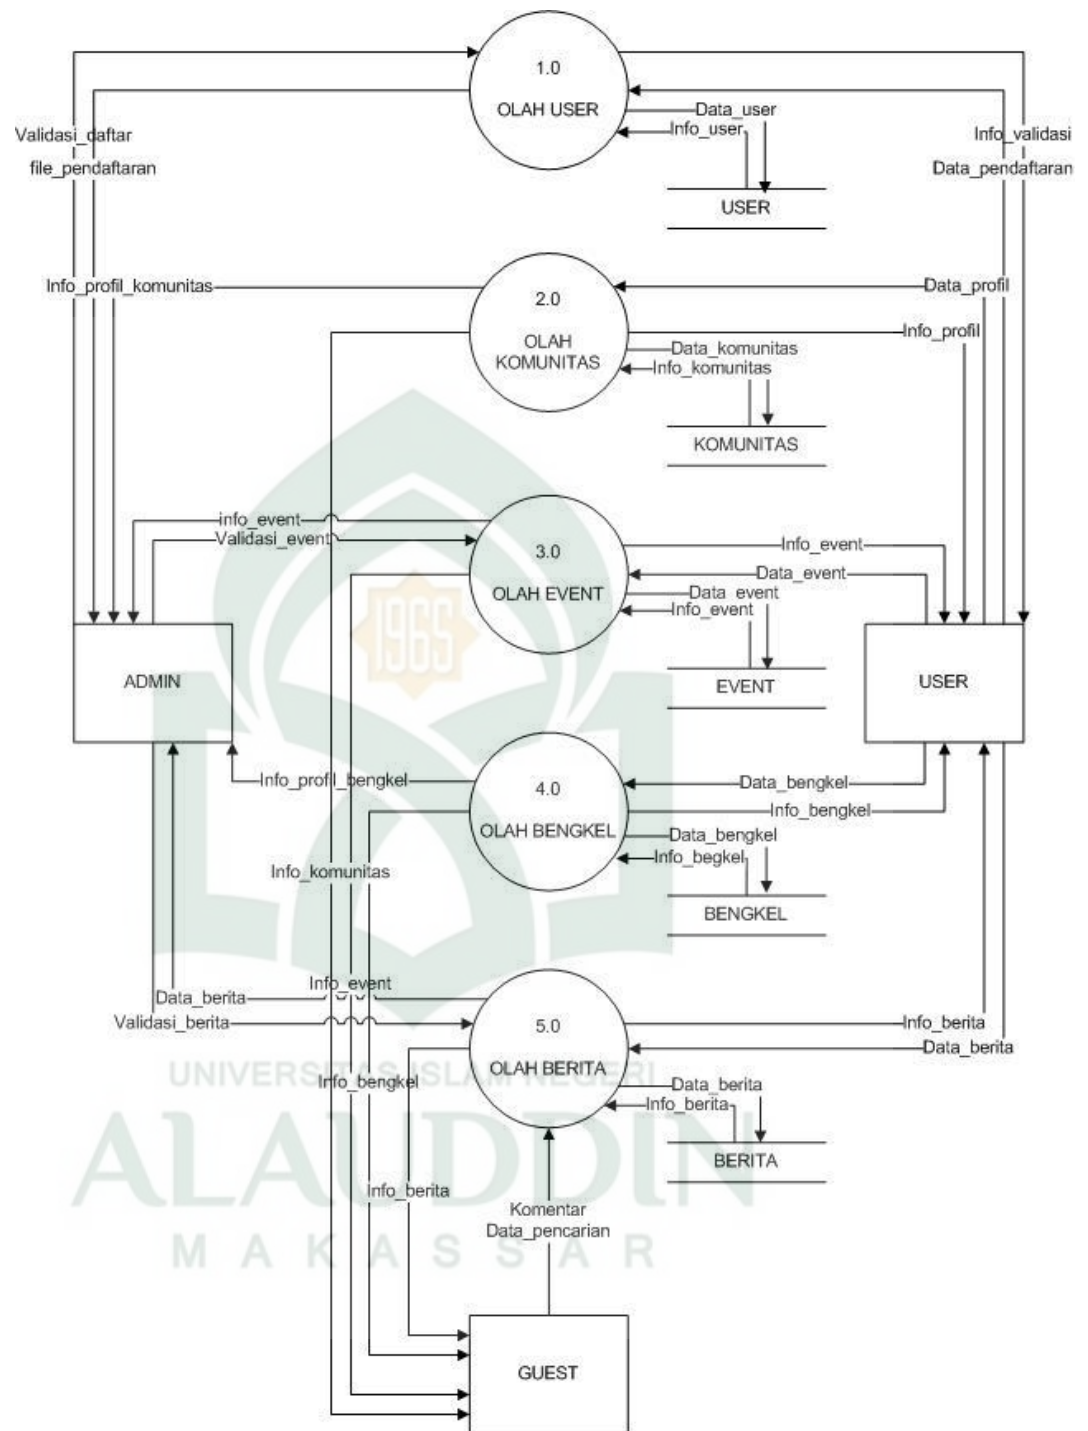 1.0
OLAH USER
Data_user
Info_user
Validasi_daftar
Info_validasi
file_pendaftaran
Data_pendaftaran
USER
Info_profil_komunitas
2.0
Data_profil
OLAH
KOMUNITAS
Info_profil
Data_komunitas
Info_komunitas
KOMUNITAS
info_event
Validasi_event
3.0
OLAH EVENT
Info_event
Data_event
Data_event
Info_event
1965
ADMIN
EVENT
USER
Info_profil_bengkel
4.0
OLAH BENGKEL
Data_bengkel
Info_bengkel
Data_bengkel
Info_begkel
Info_komunitas
BENGKEL
Info_event
Data_berita
Validasi_berita
5.0
OLAH BERITA
Info_berita
Data_berita
UNIVERSITAS ISLAM NEGERI
Info_bengkel
Data_berita
Info_berita
BERITA
ALAUDDIN
Info_berita
Komentar
Data_pencarian
MAKASSAR
GUEST